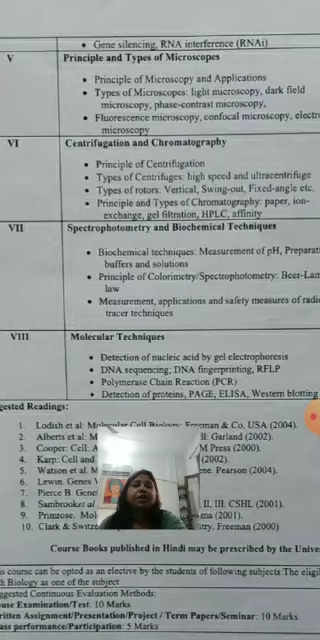 • Gene silencing, RNA interference (RNAi)
V Principle and Types of Microscopes
• Principle of Microscopy and Applications
• Types of Microscopes: light microscopy, dark field
microscopy, phase-contrast microscopy,
• Fluorescence microscopy, confocal microscopy, electro
microscopy
VI Centrifugation and Chromatography
• Principle of Centrifugation
• Types of Centrifuges: high speed and ultracentrifuge
• Types of rotors: Vertical, Swing-out, Fixed-angle etc.
• Principle and Types of Chromatography: paper, ion-
exchange, gel filtration, HPLC, affinity
VII Spectrophotometry and Biochemical Techniques
• Biochemical techniques: Measurement of pH, Preparati
buffers and solutions
• Principle of Colorimetry/Spectrophotometry: Beer-Lam
law
• Measurement, applications and safety measures of radio
tracer techniques
VIII Molecular Techniques
• Detection of nucleic acid by gel electrophoresis
• DNA sequencing; DNA fingerprinting, RFLP
• Polymerase Chain Reaction (PCR)
• Detection of proteins, PAGE, ELISA, Western blotting
gested Readings:
1. Lodish et al: Molecular Cell Biology: Freeman & Co, USA (2004).
2. Alberts et al: M ll: Garland (2002).
3. Cooper: Cell: A M Press (2000).
4. Karp: Cell and (2002).
5. Watson et al. M ene. Pearson (2004).
6. Lewin. Genes
7. Pierce B. Genet
8. Sambrook et al II, III. CSHL (2001).
9. Primrose. Mol ms (2001).
10. Clark & Switze stry. Freeman (2000)
Course Books published in Hindi may be prescribed by the Unive
is course can be opted as an elective by the students of following subjects: The eligi
th Biology as one of the subject
ggested Continuous Evaluation Methods:
ouse Examination/Test: 10 Marks
ritten Assignment/Presentation/Project / Term Papers/Seminar: 10 Marks
ass performance/Participation: 5 Marks